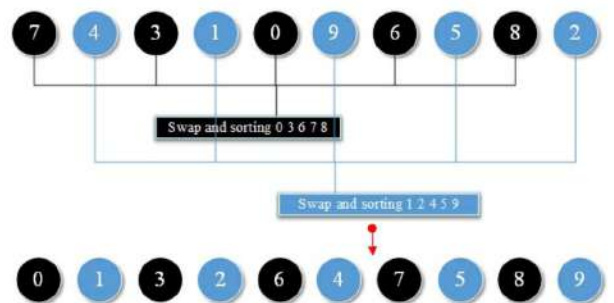 7 4 3 1 0 9 6 5 8 2
Swap and sorting 0 3 6 7 8
Swap and sorting 1 2 4 5 9
0 1 3 2 6 4 7 5 8 9